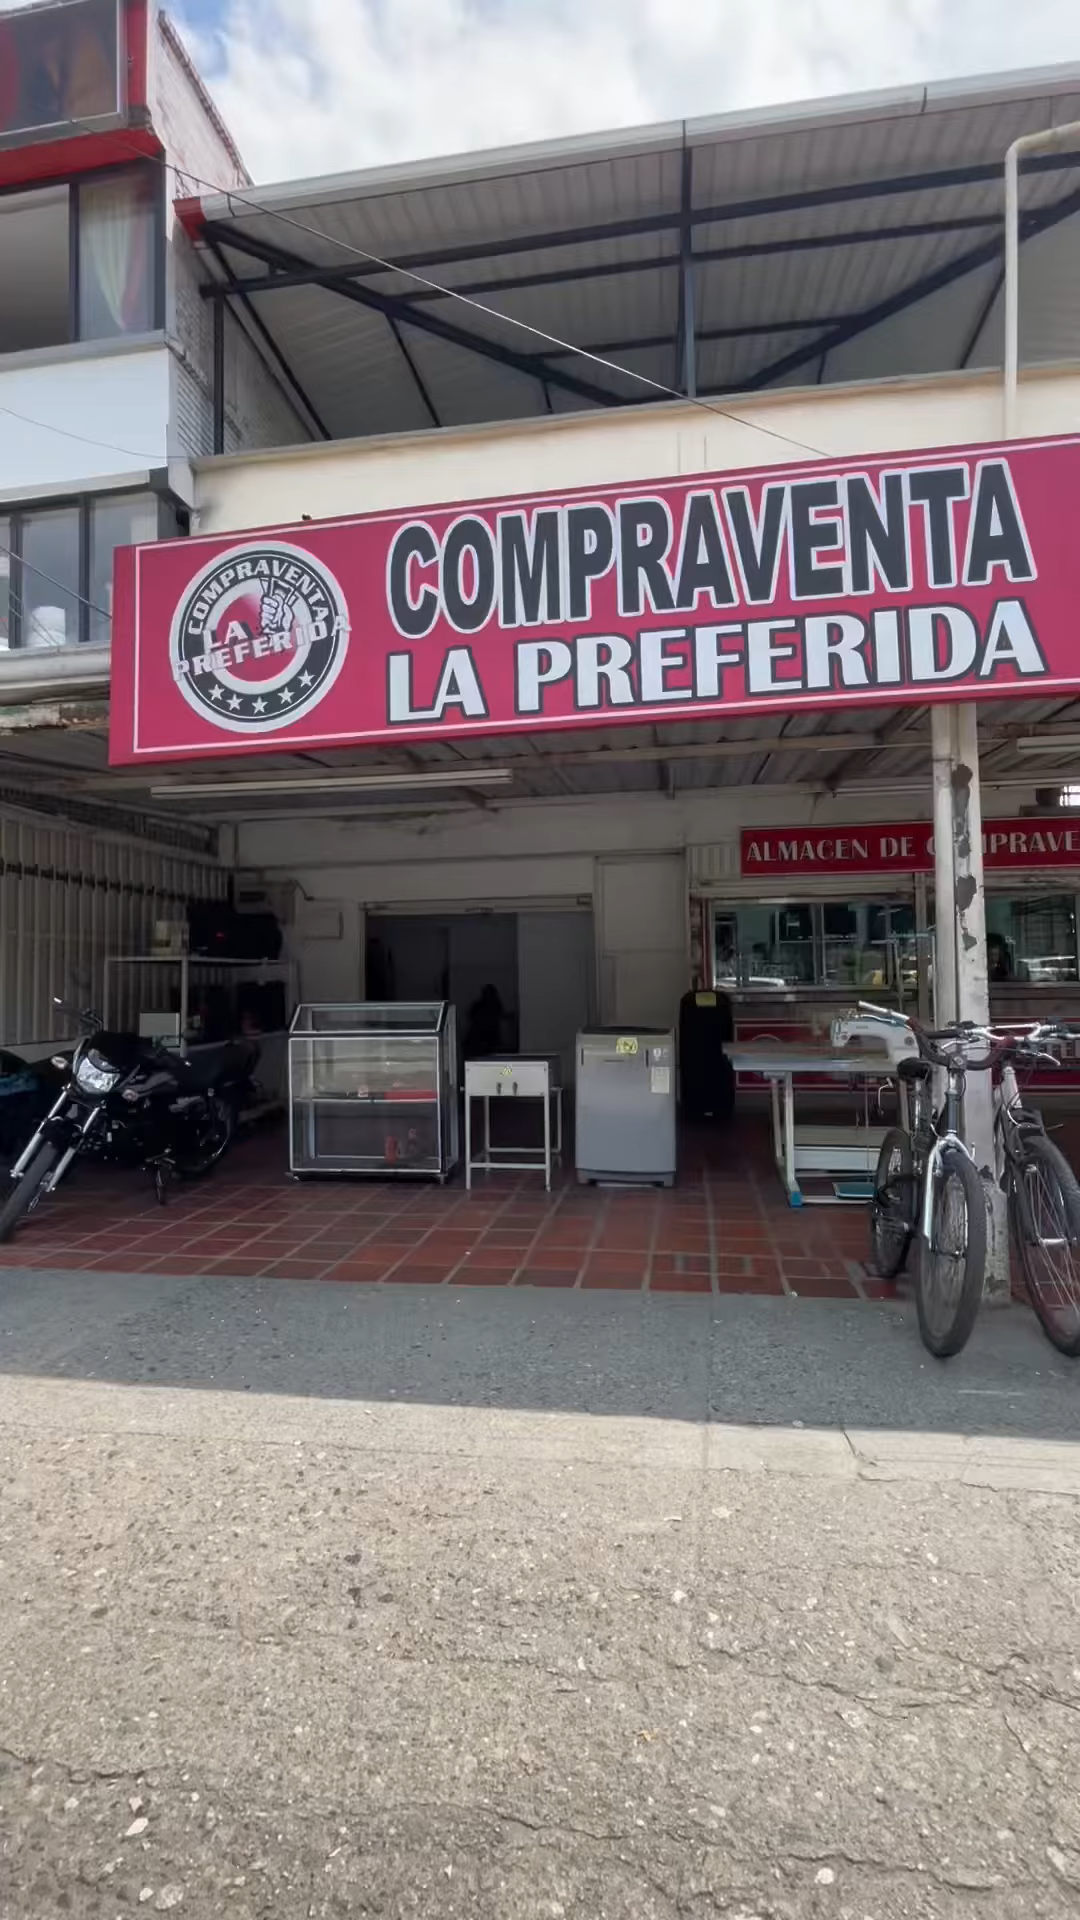 COMPRAVENTA
LA
PREFERIDA
COMPRAVENTA
LA PREFERIDA
ALMACEN DE